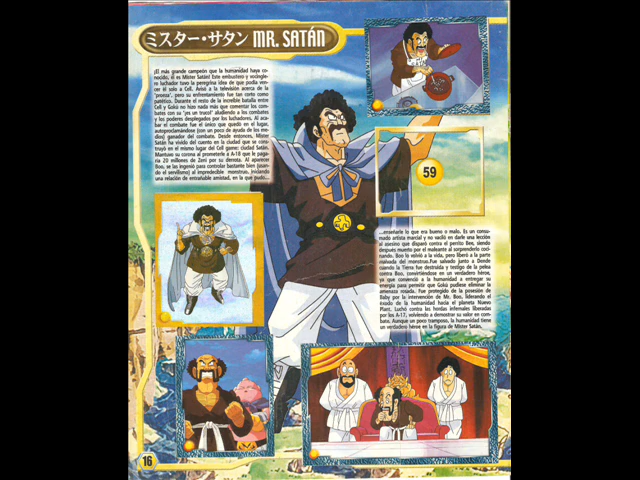 ミスター・サタン MR. SATÁN
¡El más grande campeón que la humanidad haya co-
nocido, él es Mister Satán! Este embustero y vocingle-
ro luchador tuvo la peregrina idea de que podía ven-
cer él solo a Cell. Avisó a la televisión acerca de la
"proeza", pero su enfrentamiento fue tan corto como
patético. Durante el resto de la increíble batalla entre
Cell y Gokú no hizo nada más que comentar los com-
bates con su "¡es un truco!" aludiendo a los combates
y los poderes desplegados por los luchadores. Al aca-
bar el combate fue el único que quedó en el lugar,
autoproclamándose (con un poco de ayuda de los me-
dios) ganador del combate. Desde entonces, Mister
Satán ha vivido del cuento en la ciudad que se cons-
truyó en el mismo lugar del Cell game: ciudad Satán.
Mantuvo su corona al prometerle a A-18 que le paga-
ría 20 millones de Zeni por su derrota. Al aparecer
Boo, se las ingenió para controlar bastante bien (usan-
do el servilismo) al impredecible monstruo, iniciando
una relación de entrañable amistad, en la que pudo...
59
...enseñarle lo que era bueno o malo. Es un consu-
mado artista marcial y no vaciló en darle una lección
al asesino que disparó contra el perrito Bee, siendo
después muerto por el maleante al sorprenderlo coci-
nando. Boo lo volvió a la vida, pero liberó a la parte
malvada del monstruo.Fue salvado junto a Dende
cuando la Tierra fue destruida y testigo de la pelea
contra Boo, convirtiéndose en un verdadero héroe,
ya que convenció a la humanidad a entregar su
energía para permitir que Gokú pudiese eliminar la
amenaza rosada. Fue protegido de la posesión de
Baby por la intervención de Mr. Boo, liderando el
éxodo de la humanidad hacia el planeta Nuevo
Plant. Luchó contra las hordas infernales liberadas
por los A-17, volviendo a demostrar su valor en com-
bate. Aunque un poco tramposo, la humanidad tiene
un verdadero héroe en la figura de Mister Satán.
16